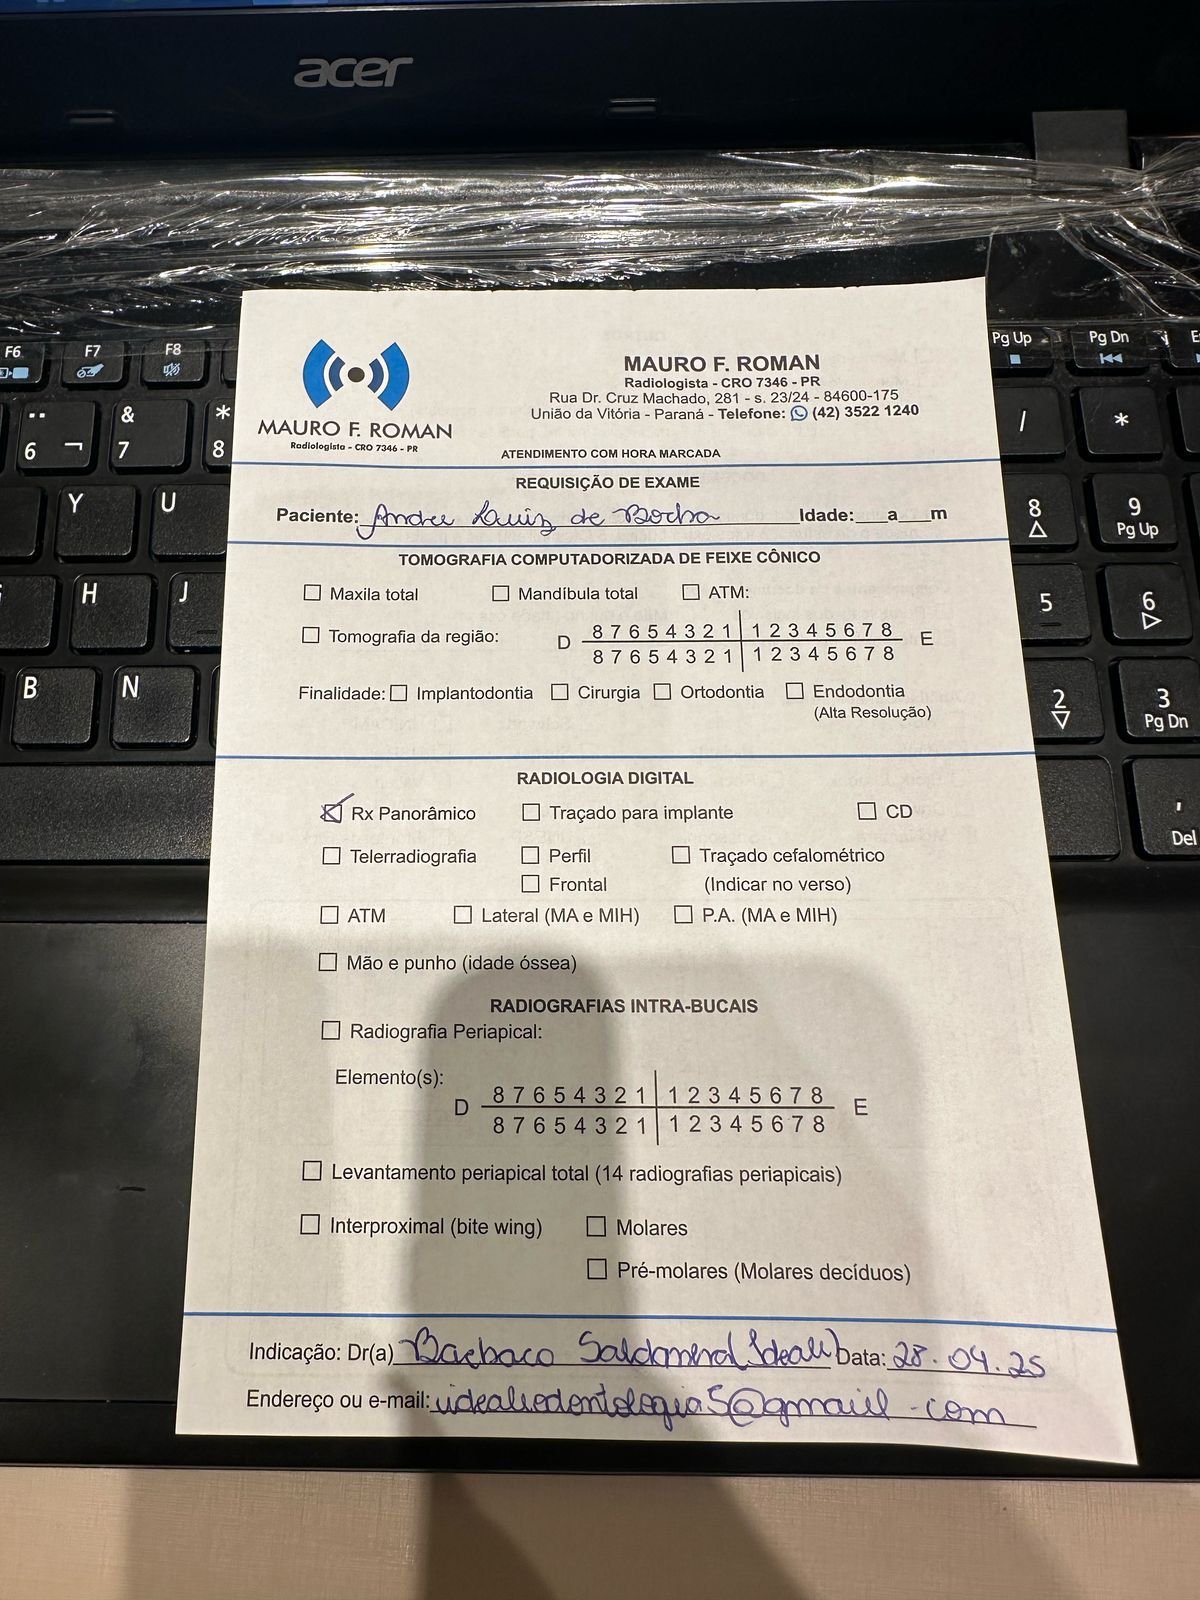 acer
F6 F7 F8 Pg Up Pg Dn
¨ 6 ¬ & 7 * 8 / *
Y U 8 9 Pg Up
H J 5 6
B N 2 3 Pg Dn
, Del
MAURO F. ROMAN
Radiologista - CRO 7346 - PR
MAURO F. ROMAN
Radiologista - CRO 7346 - PR
Rua Dr. Cruz Machado, 281 - s. 23/24 - 84600-175
União da Vitória - Paraná - Telefone: (42) 3522 1240
ATENDIMENTO COM HORA MARCADA
REQUISIÇÃO DE EXAME
Paciente: Andre Luiz de Idade:___a___m
TOMOGRAFIA COMPUTADORIZADA DE FEIXE CÔNICO
Maxila total Mandíbula total ATM:
Tomografia da região: D 8 7 6 5 4 3 2 1 1 2 3 4 5 6 7 8 E
8 7 6 5 4 3 2 1 1 2 3 4 5 6 7 8
Finalidade: Implantodontia Cirurgia Ortodontia Endodontia
(Alta Resolução)
RADIOLOGIA DIGITAL
Rx Panorâmico Traçado para implante CD
Telerradiografia Perfil Traçado cefalométrico
Frontal (Indicar no verso)
ATM Lateral (MA e MIH) P.A. (MA e MIH)
Mão e punho (idade óssea)
RADIOGRAFIAS INTRA-BUCAIS
Radiografia Periapical:
Elemento(s): D 8 7 6 5 4 3 2 1 1 2 3 4 5 6 7 8 E
8 7 6 5 4 3 2 1 1 2 3 4 5 6 7 8
Levantamento periapical total (14 radiografias periapicais)
Interproximal (bite wing) Molares
Pré-molares (Molares decíduos)
Indicação: Dr(a) Data: 28.04.25
Endereço ou e-mail: idealeodontologia5@gmail.com